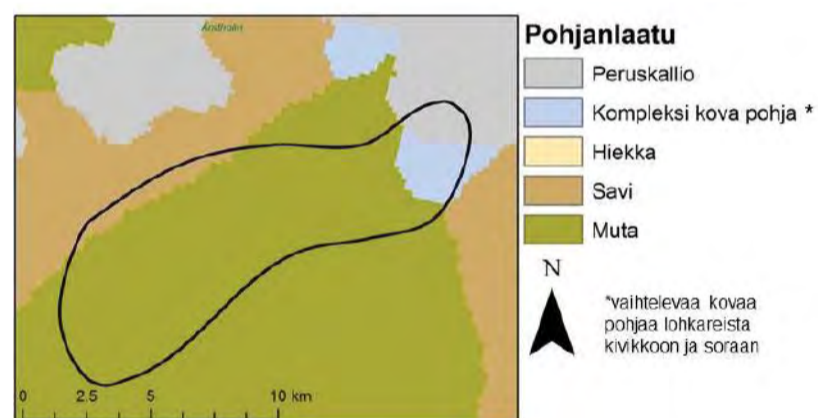 Ändholm
Pohjanlaatu
Peruskallio
Kompleksi kova pohja *
Hiekka
Savi
Muta
N
*vaihtelevaa kovaa
pohjaa lohkareista
kivikkoon ja soraan
0 2.5 5 10 km